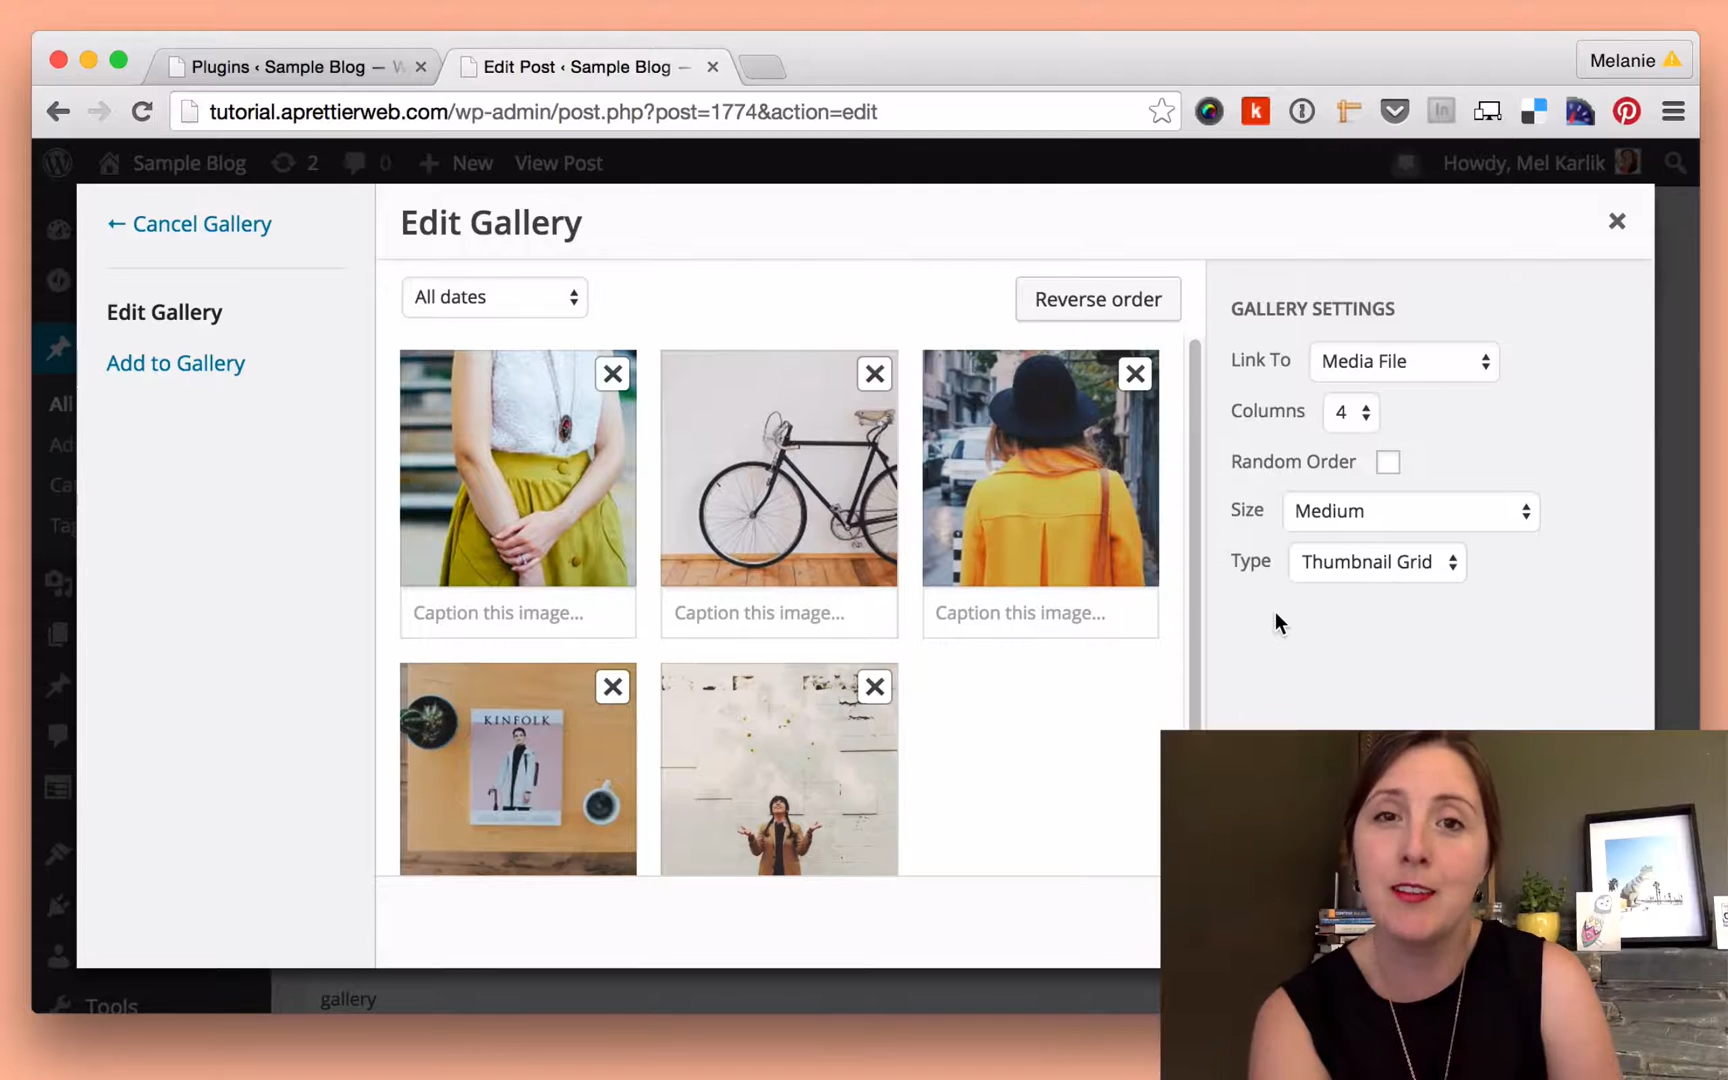 Plugins ‹ Sample Blog —
Edit Post ‹ Sample Blog —
Melanie
tutorial.aprettierweb.com/wp-admin/post.php?post=1774&action=edit
k
In
Sample Blog
2
0
New
View Post
Howdy, Mel Karlik
← Cancel Gallery
Edit Gallery
Add to Gallery
Edit Gallery
All dates
Reverse order
Caption this image...
Caption this image...
Caption this image...
KINFOLK
GALLERY SETTINGS
Link To
Media File
Columns
4
Random Order
Size
Medium
Type
Thumbnail Grid
All
Tools
gallery